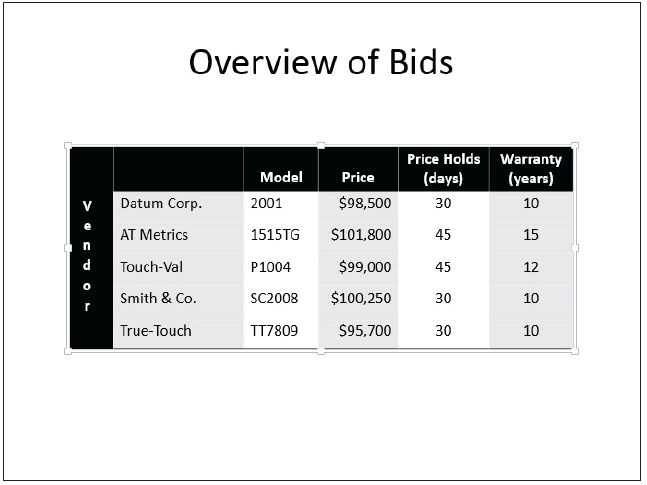 Overview of Bids
Price Holds Warranty
Model Price (days) (years)
Vendor
Datum Corp. 2001 $98,500 30 10
AT Metrics 1515TG $101,800 45 15
Touch-Val P1004 $99,000 45 12
Smith & Co. SC2008 $100,250 30 10
True-Touch TT7809 $95,700 30 10